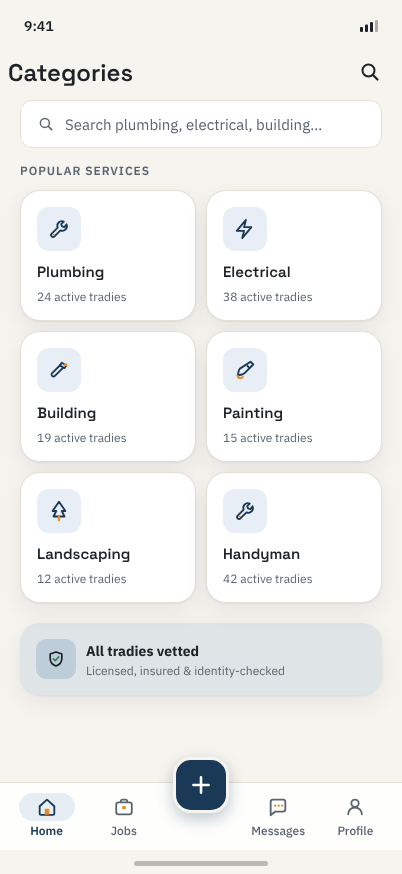 9:41
Categories
Search plumbing, electrical, building...
POPULAR SERVICES
Plumbing
24 active tradies
Electrical
38 active tradies
Building
19 active tradies
Painting
15 active tradies
Landscaping
12 active tradies
Handyman
42 active tradies
All tradies vetted
Licensed, insured & identity-checked
Home
Jobs
Messages
Profile